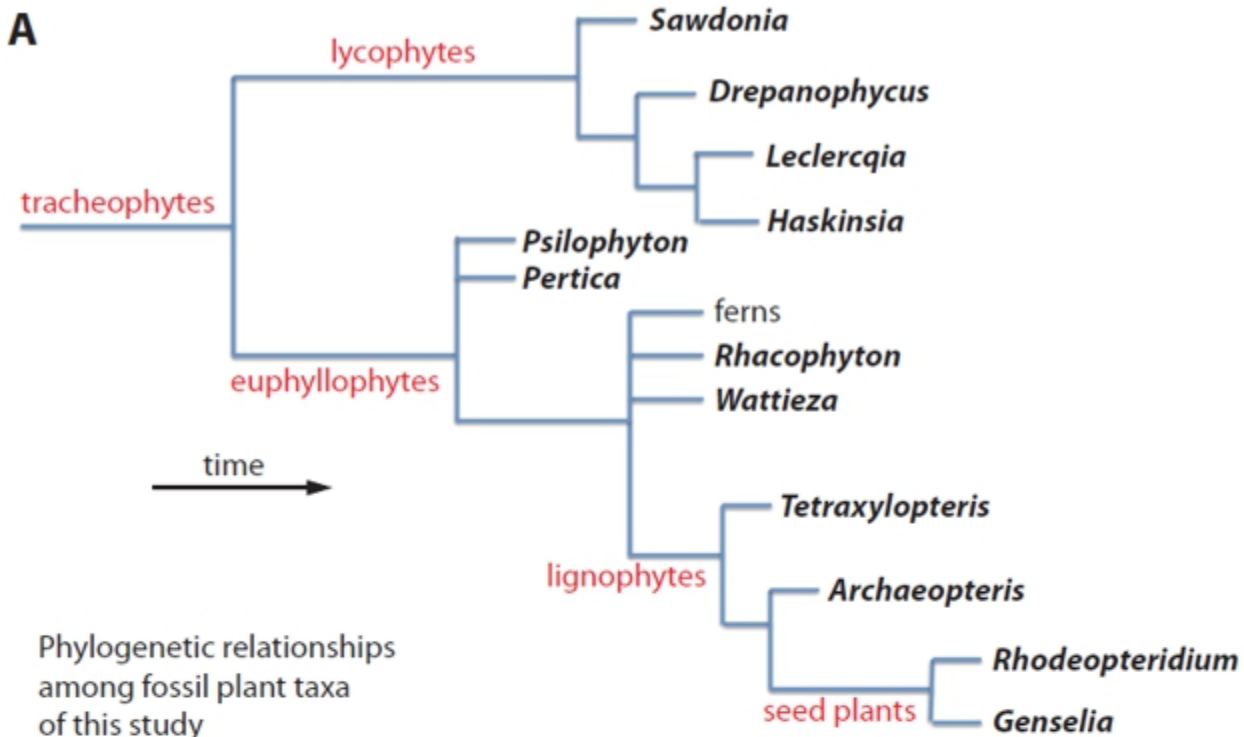 A
Sawdonia
lycophytes
Drepanophycus
Leclercqia
tracheophytes
Haskinsia
Psilophyton
Pertica
ferns
Rhacophyton
euphyllophytes
Wattieza
time
Tetraxylopteris
lignophytes
Archaeopteris
Phylogenetic relationships
among fossil plant taxa
of this study
Rhodeopteridium
seed plants
Genselia